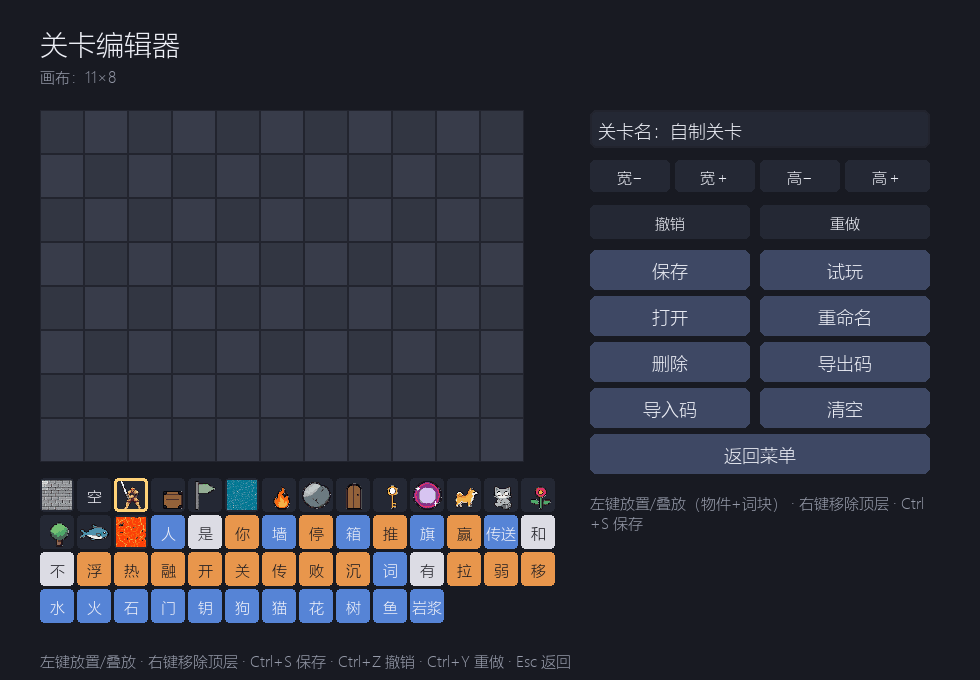 关卡编辑器
画布：11×8
关卡名：自制关卡
宽－ 宽＋ 高－ 高＋
撤销 重做
保存 试玩
打开 重命名
删除 导出码
导入码 清空
返回菜单
左键放置/叠放（物件+词块） · 右键移除顶层 · Ctrl
+S 保存
空
人 是 你 墙 停 箱 推 旗 赢 传送 和
不 浮 热 融 开 关 传 败 沉 词 有 拉 弱 移
水 火 石 门 钥 狗 猫 花 树 鱼 岩浆
左键放置/叠放 · 右键移除顶层 · Ctrl+S 保存 · Ctrl+Z 撤销 · Ctrl+Y 重做 · Esc 返回